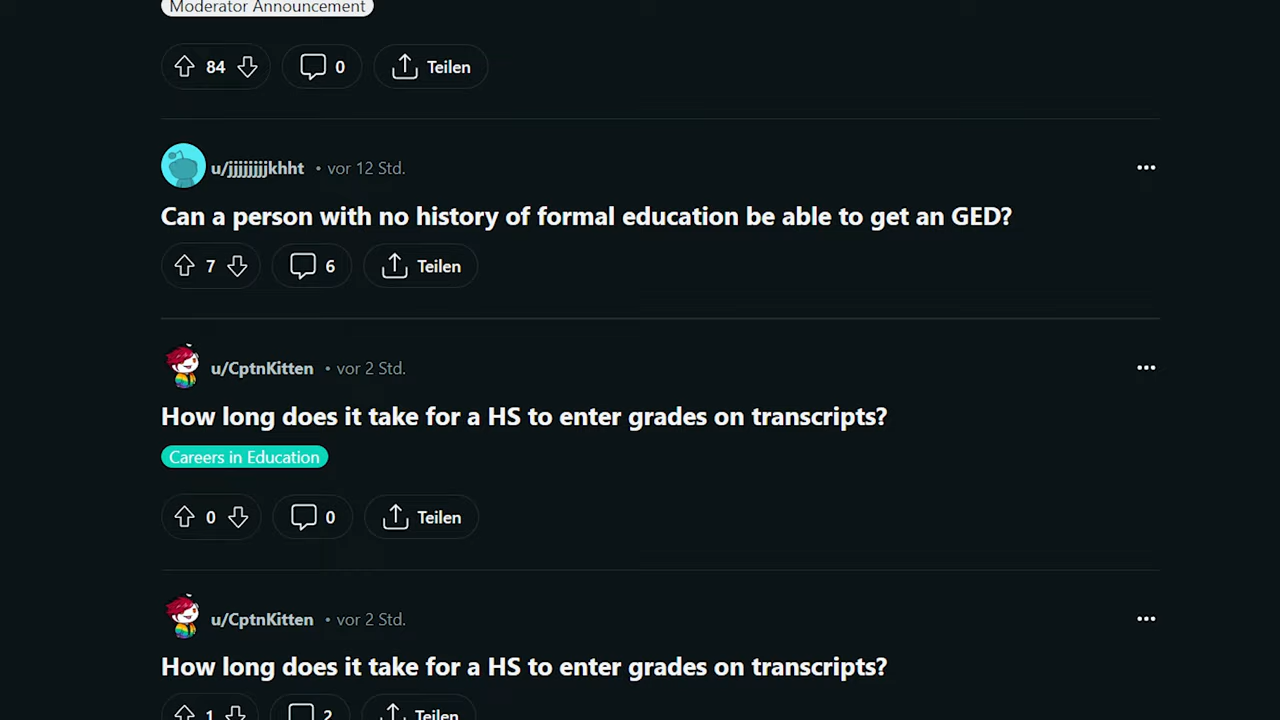 Moderator Announcement
84 0 Teilen
u/jjjjjjjjkhht • vor 12 Std.
Can a person with no history of formal education be able to get an GED?
7 6 Teilen
u/CptnKitten • vor 2 Std.
How long does it take for a HS to enter grades on transcripts?
Careers in Education
0 0 Teilen
u/CptnKitten • vor 2 Std.
How long does it take for a HS to enter grades on transcripts?
1 2 Teilen